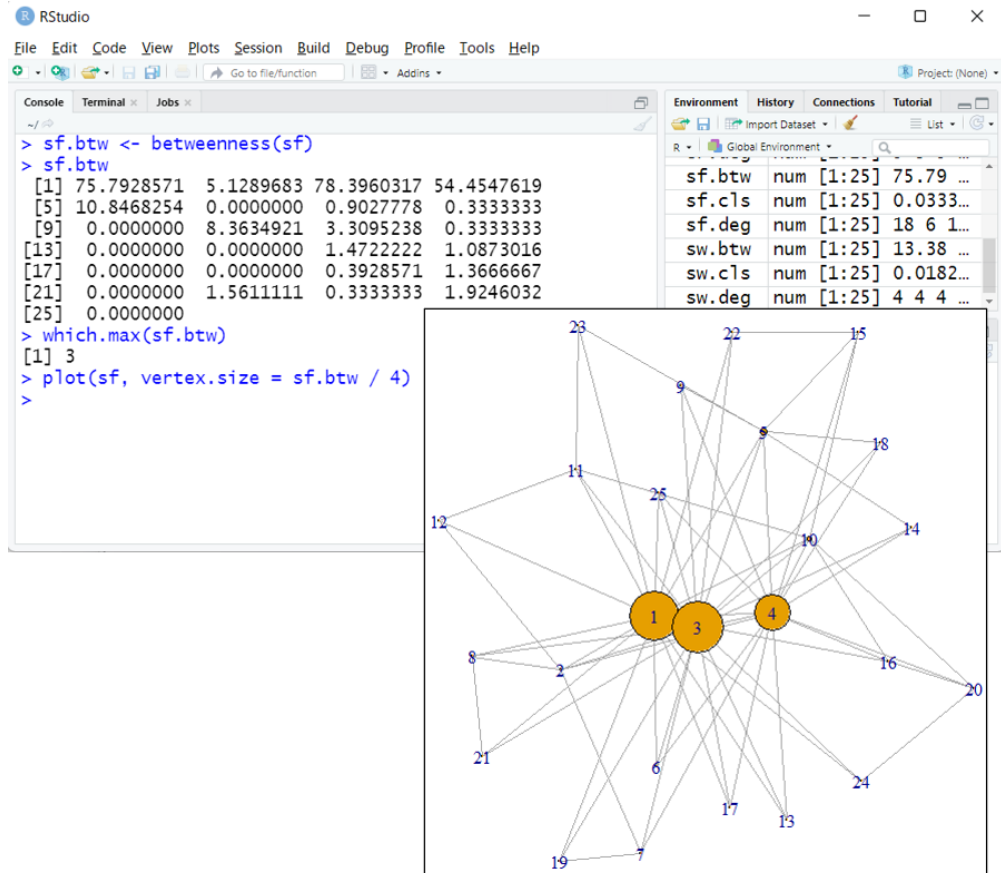 RStudio
File Edit Code View Plots Session Build Debug Profile Tools Help
Go to file/function Addins Project: (None)
Console Terminal Jobs
~/
> sf.btw <- betweenness(sf)
> sf.btw
[1] 75.7928571 5.1289683 78.3960317 54.4547619
[5] 10.8468254 0.0000000 0.9027778 0.3333333
[9] 0.0000000 8.3634921 3.3095238 0.3333333
[13] 0.0000000 0.0000000 1.4722222 1.0873016
[17] 0.0000000 0.0000000 0.3928571 1.3666667
[21] 0.0000000 1.5611111 0.3333333 1.9246032
[25] 0.0000000
> which.max(sf.btw)
[1] 3
> plot(sf, vertex.size = sf.btw / 4)
>
Environment History Connections Tutorial
Import Dataset List
R Global Environment
sf.btw num [1:25] 75.79 …
sf.cls num [1:25] 0.0333…
sf.deg num [1:25] 18 6 1…
sw.btw num [1:25] 13.38 …
sw.cls num [1:25] 0.0182…
sw.deg num [1:25] 4 4 4 …
23 22 15
9
5
18
11
25
12
14
10
1 3 4
8 2 16
20
21
6
24
17
13
19 7